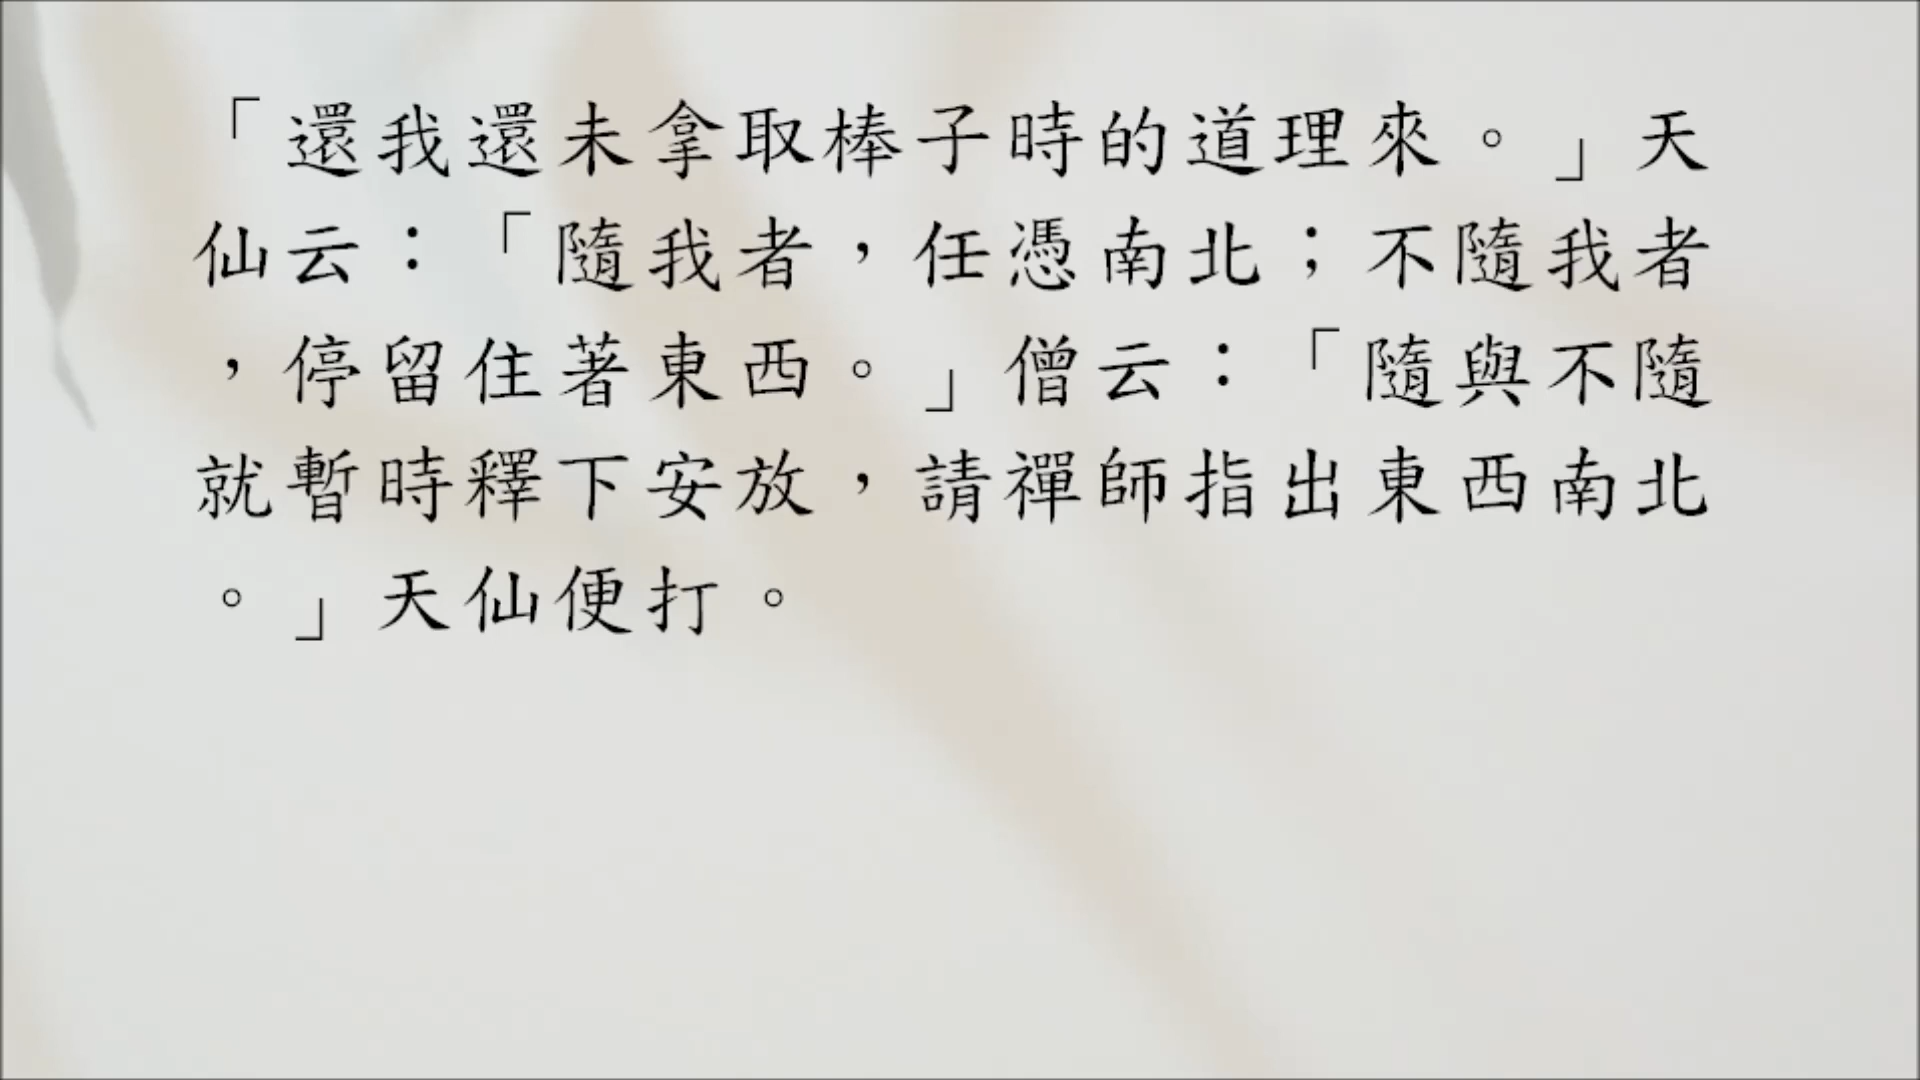 「還我還未拿取棒子時的道理來。」天
仙云：「隨我者，任憑南北；不隨我者
，停留住著東西。」僧云：「隨與不隨
就暫時釋下安放，請禪師指出東西南北
。」天仙便打。